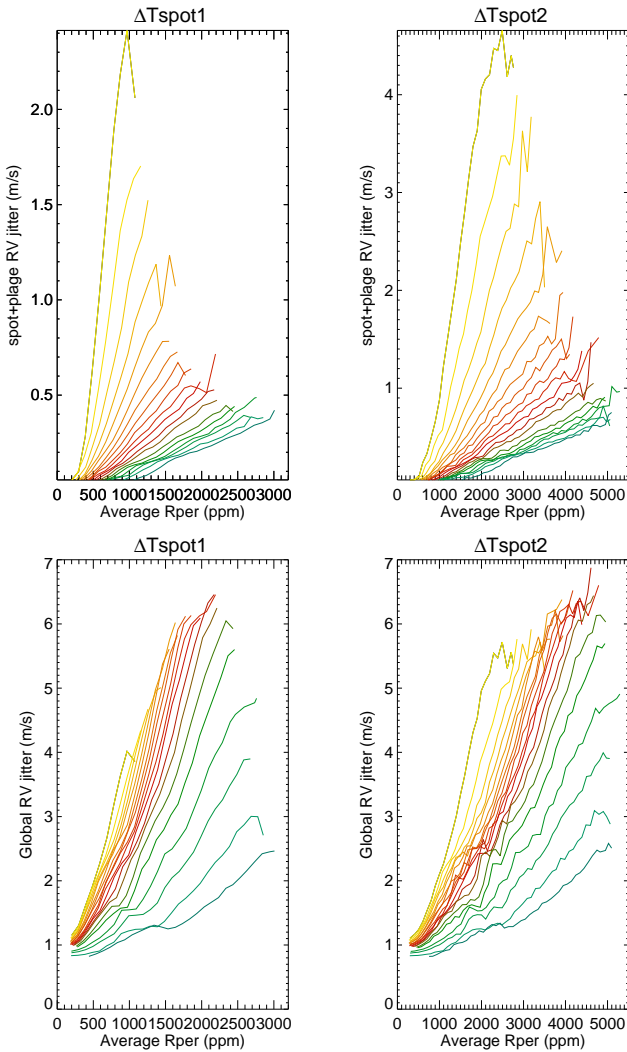 ΔTspot1
ΔTspot2
spot+plage RV jitter (m/s)
2.0
1.5
1.0
0.5
0 500 1000 1500 2000 2500 3000
Average Rper (ppm)
spot+plage RV jitter (m/s)
4
3
2
1
0 1000 2000 3000 4000 5000
Average Rper (ppm)
ΔTspot1
ΔTspot2
Global RV jitter (m/s)
7
6
5
4
3
2
1
0
0 500 1000 1500 2000 2500 3000
Average Rper (ppm)
Global RV jitter (m/s)
7
6
5
4
3
2
1
0
0 1000 2000 3000 4000 5000
Average Rper (ppm)